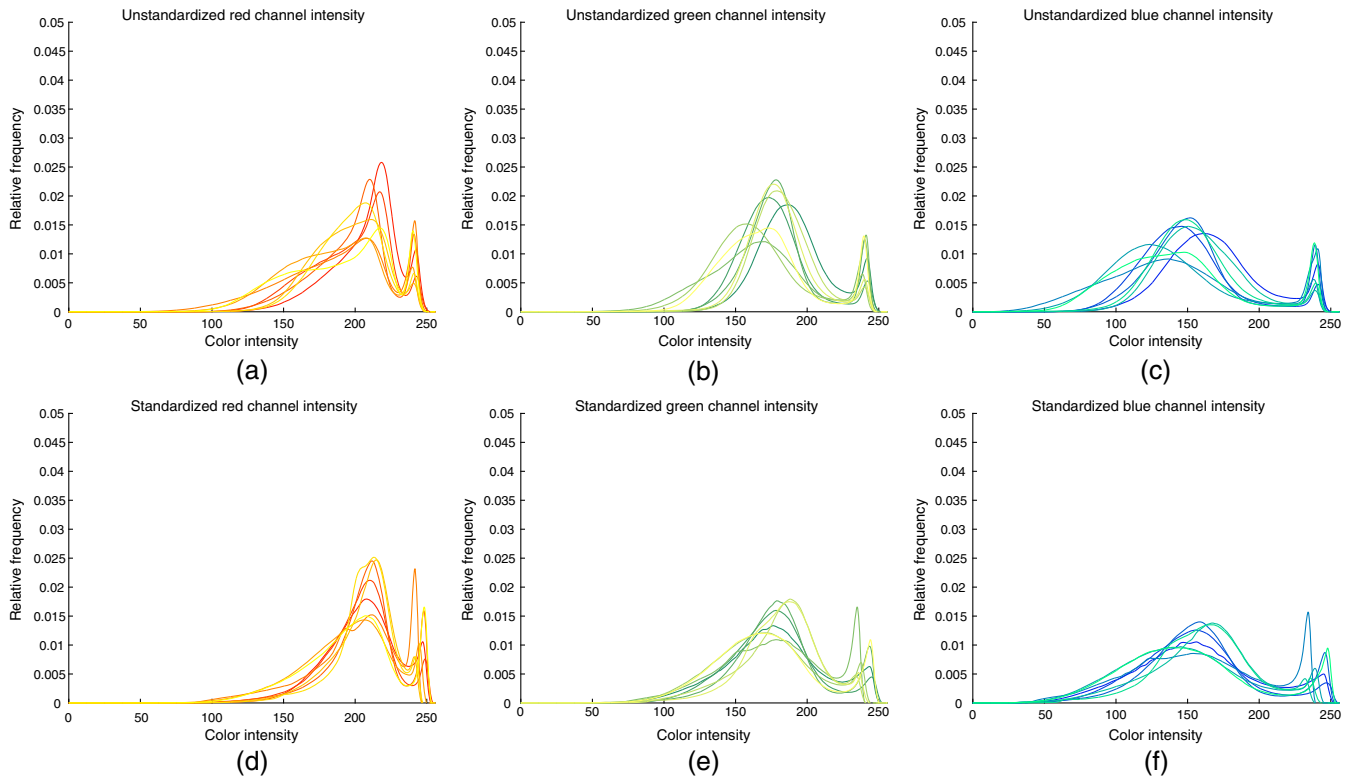 Unstandardized red channel intensity
0.05
0.045
0.04
0.035
0.03
0.025
0.02
0.015
0.01
0.005
0
Relative frequency
0 50 100 150 200 250
Color intensity
(a)
Unstandardized green channel intensity
0.05
0.045
0.04
0.035
0.03
0.025
0.02
0.015
0.01
0.005
0
Relative frequency
0 50 100 150 200 250
Color intensity
(b)
Unstandardized blue channel intensity
0.05
0.045
0.04
0.035
0.03
0.025
0.02
0.015
0.01
0.005
0
Relative frequency
0 50 100 150 200 250
Color intensity
(c)
Standardized red channel intensity
0.05
0.045
0.04
0.035
0.03
0.025
0.02
0.015
0.01
0.005
0
Relative frequency
0 50 100 150 200 250
Color intensity
(d)
Standardized green channel intensity
0.05
0.045
0.04
0.035
0.03
0.025
0.02
0.015
0.01
0.005
0
Relative frequency
0 50 100 150 200 250
Color intensity
(e)
Standardized blue channel intensity
0.05
0.045
0.04
0.035
0.03
0.025
0.02
0.015
0.01
0.005
0
Relative frequency
0 50 100 150 200 250
Color intensity
(f)